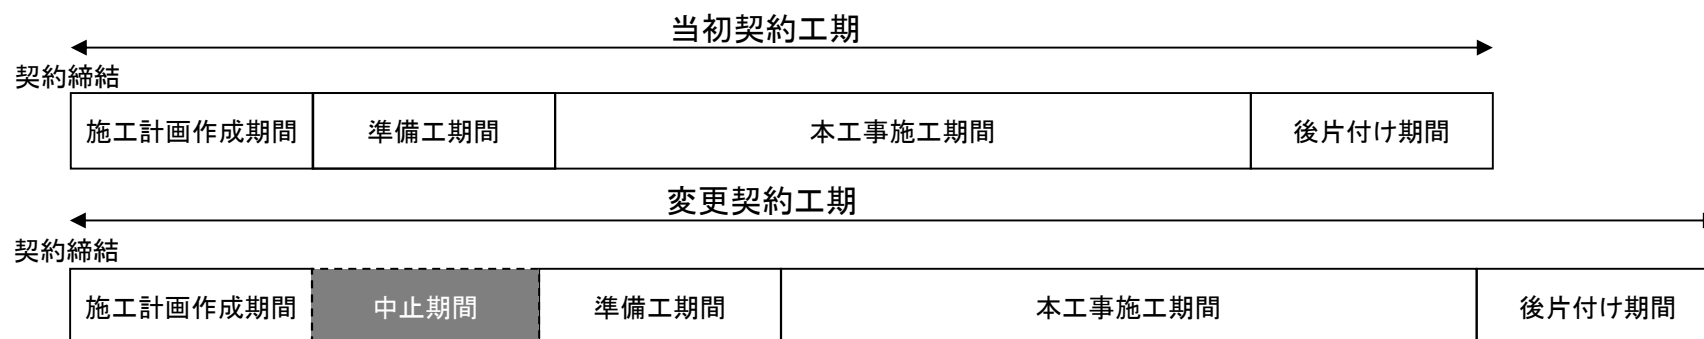 当初契約工期
契約締結
施工計画作成期間 準備工期間 本工事施工期間 後片付け期間
変更契約工期
契約締結
施工計画作成期間 中止期間 準備工期間 本工事施工期間 後片付け期間